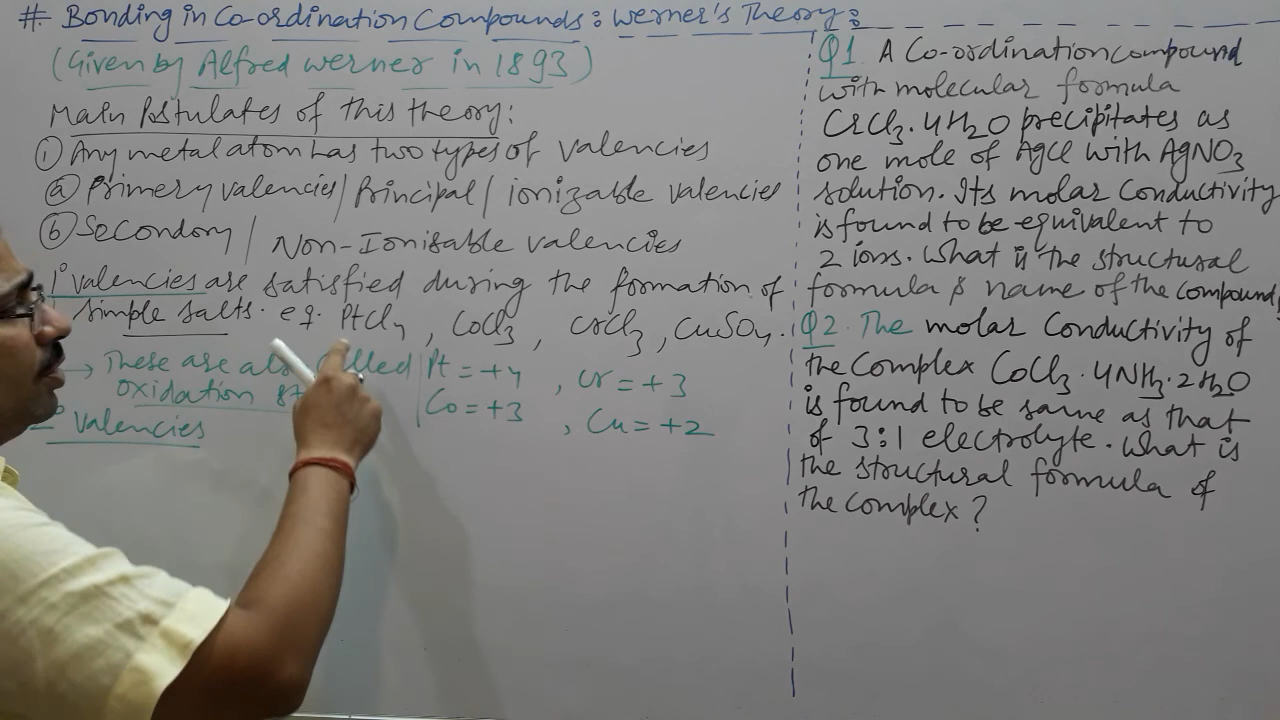 # Bonding in Co-ordination Compounds: Werner's Theory:
(Given by Alfred Werner in 1893)
Main Postulates of this theory:
① Any metal atom has two types of valencies
ⓐ Primery valencies/Principal/ionizable valencies
ⓑ Secondory/Non-Ionisable valencies
1° valencies are satisfied during the formation of
simple salts. eg. PtCl4, CoCl3, CrCl3, CuSO4.
→ These are also called
oxidation
Pt = +4, Cr = +3
Co = +3, Cu = +2
2° valencies
Q1. A Co-ordination compound
with molecular formula
CrCl3.4H2O precipitates as
one mole of AgCl with AgNO3
solution. Its molar Conductivity
is found to be equivalent to
2 ions. What is the structural
formula & name of the compound.
Q2. The molar Conductivity of
the Complex CoCl3.4NH3.2H2O
is found to be same as that
of 3:1 electrolyte. What is
the structural formula of
the Complex?